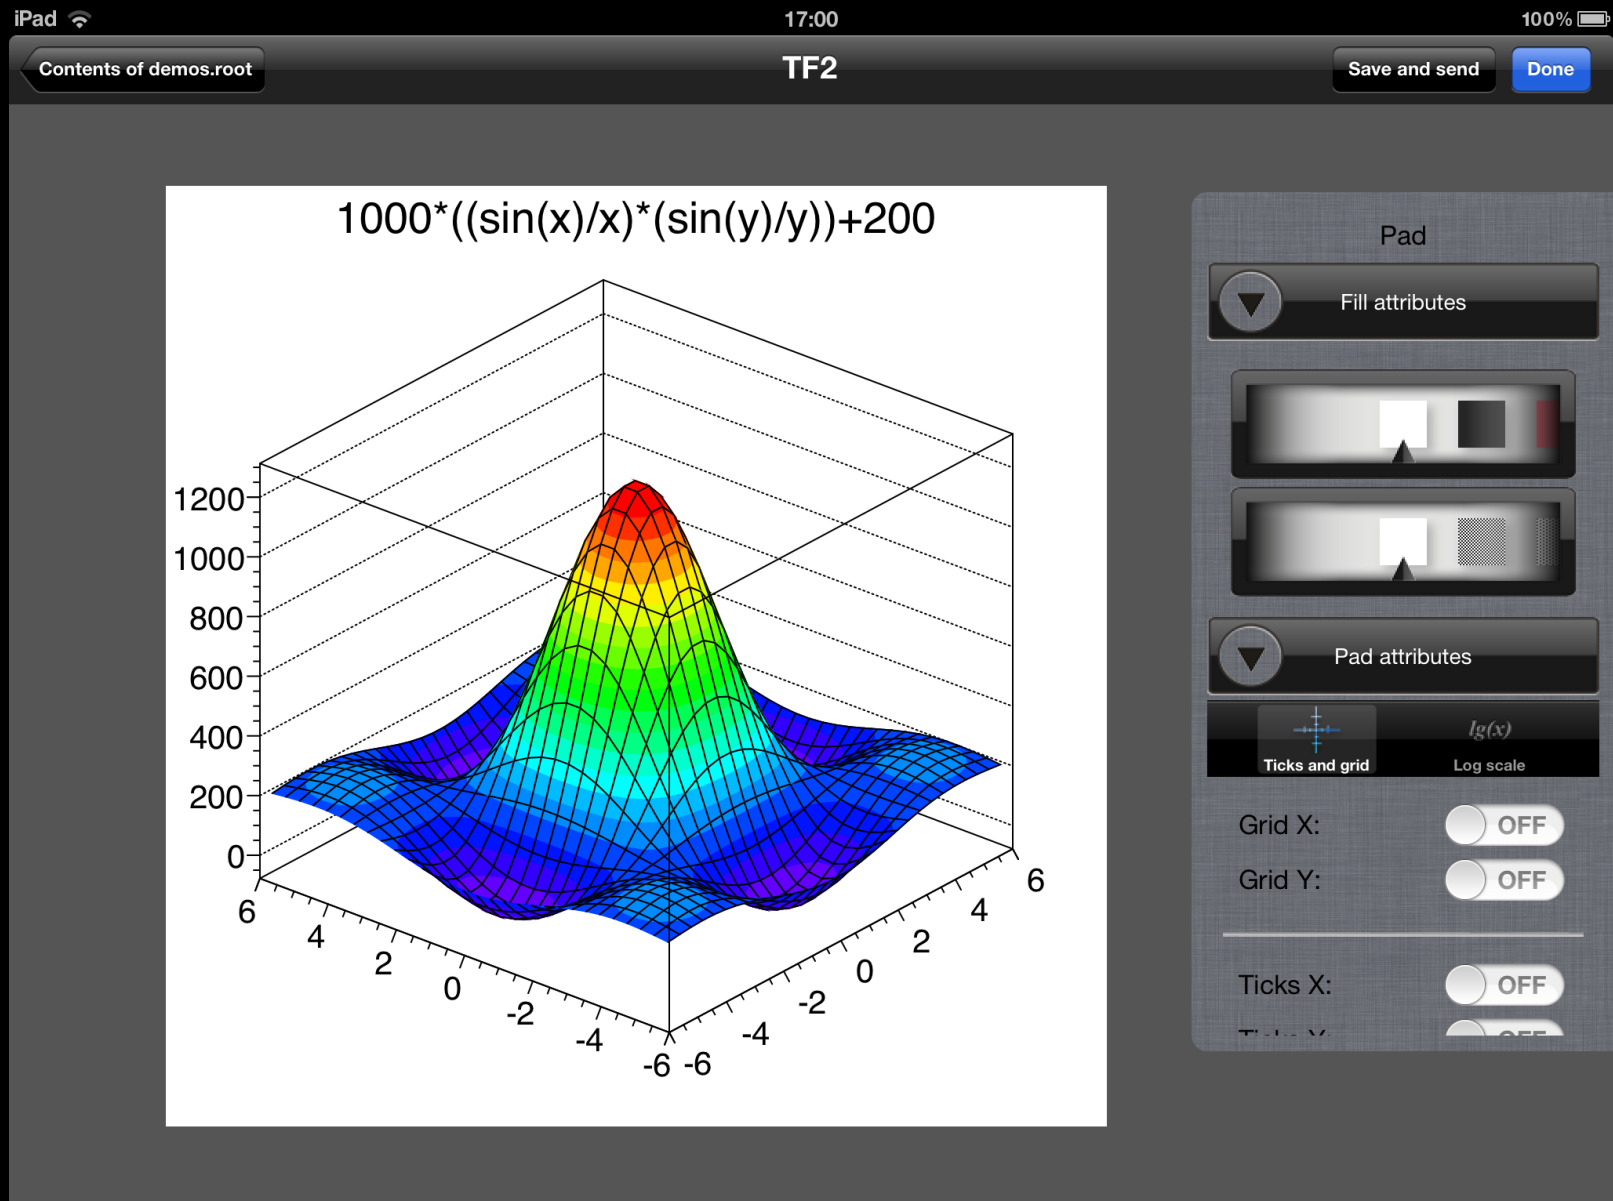 iPad 17:00 100%
Contents of demos.root TF2 Save and send Done
1000*((sin(x)/x)*(sin(y)/y))+200
1200
1000
800
600
400
200
0
6
4
2
0
-2
-4
-6
-6
-4
-2
0
2
4
6
Pad
Fill attributes
Pad attributes
lg(x)
Ticks and grid Log scale
Grid X: OFF
Grid Y: OFF
Ticks X: OFF
Ticks Y: OFF